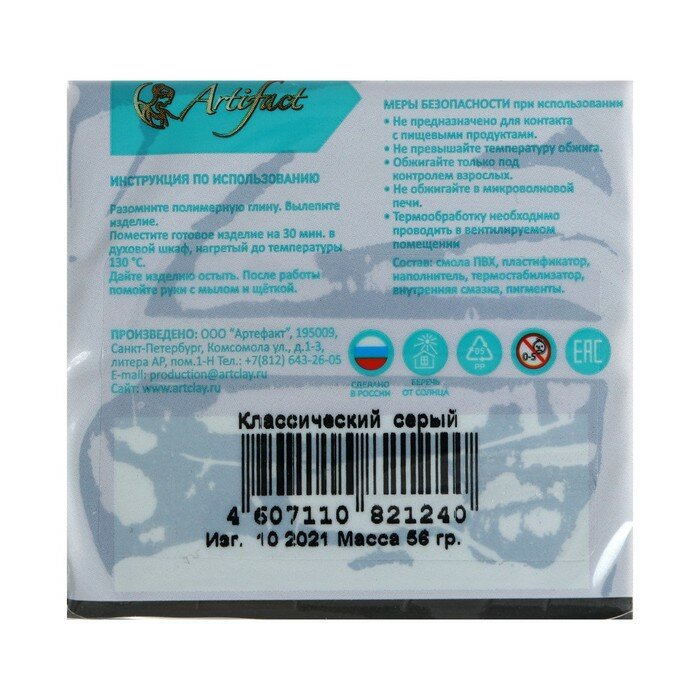 Artifact
ИНСТРУКЦИЯ ПО ИСПОЛЬЗОВАНИЮ
Разомните полимерную глину. Вылепите
изделие.
Поместите готовое изделие на 30 мин. в
духовой шкаф, нагретый до температуры
130 °С.
Дайте изделию остыть. После работы
помойте руки с мылом и щёткой.
МЕРЫ БЕЗОПАСНОСТИ при использовании
• Не предназначено для контакта
с пищевыми продуктами.
• Не превышайте температуру обжига.
• Обжигайте только под
контролем взрослых.
• Не обжигайте в микроволновой
печи.
• Термообработку необходимо
проводить в вентилируемом
помещении
Состав: смола ПВХ, пластификатор,
наполнитель, термостабилизатор,
внутренняя смазка, пигменты.
ПРОИЗВЕДЕНО: ООО "Артефакт", 195009,
Санкт-Петербург, Комсомола ул., д.1-3,
литера АР, пом.1-Н Тел.: +7(812) 643-26-05
E-mail: production@artclay.ru
Сайт: www.artclay.ru
СДЕЛАНО
В РОССИИ
БЕРЕЧЬ
ОТ СОЛНЦА
05
PP
0-5
EAC
Классический серый
4 607110 821240
Изг. 10 2021 Масса 56 гр.